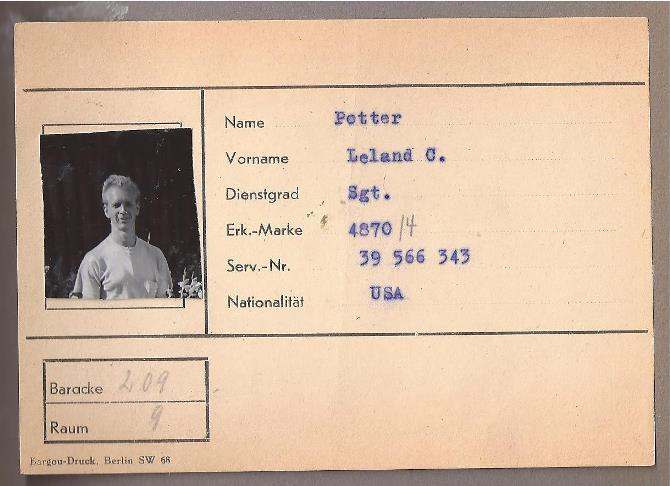 Name Potter
Vorname Leland C.
Dienstgrad Sgt.
Erk.-Marke 4870/4
Serv.-Nr. 39 566 343
Nationalität USA
Baracke 209
Raum 9
Bargou-Druck, Berlin SW 68